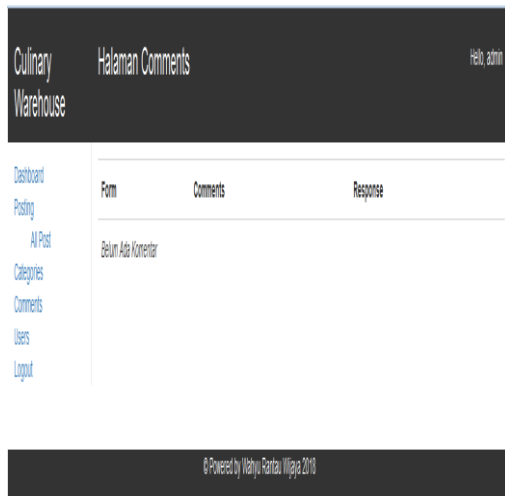 Culinary
Warehouse
Halaman Comments
Hello, admin
Dashboard
Posting
All Post
Categories
Comments
Users
Logout
Form Comments Response
Belum Ada Komentar
© Powered by Wahyu Rantau Wijaya 2018